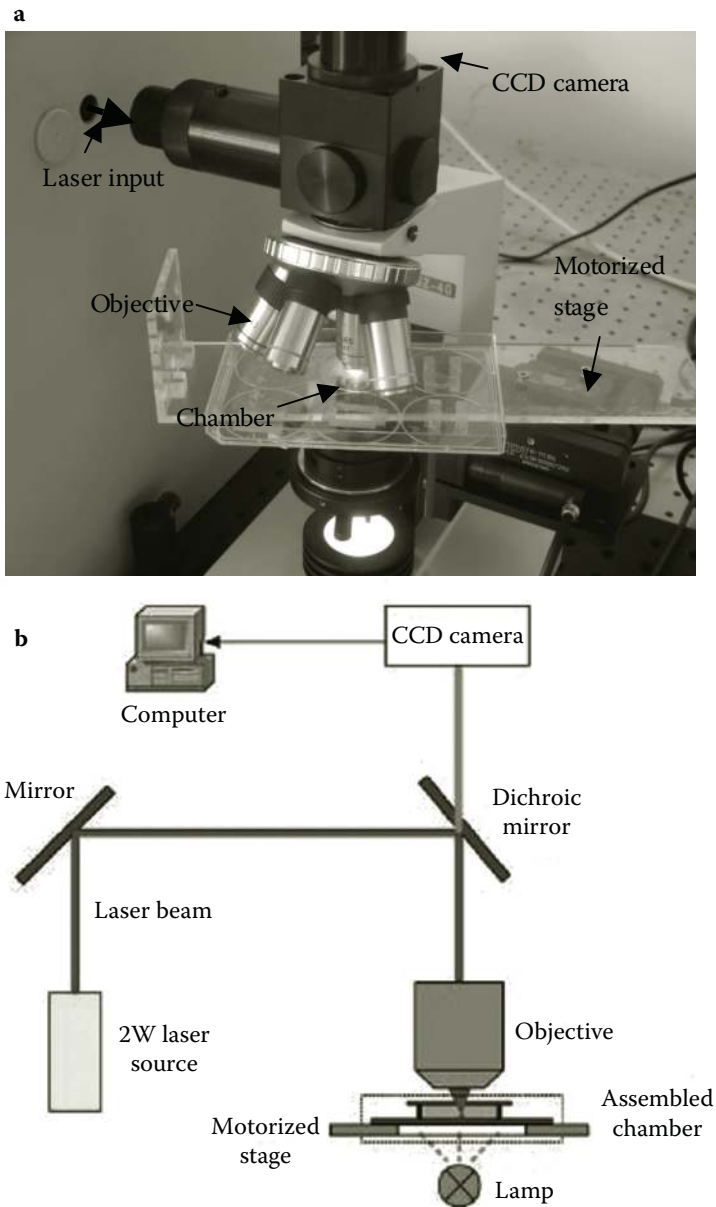 a
CCD camera
Laser input
Motorized
stage
Objective
Chamber
b
CCD camera
Computer
Mirror
Dichroic
mirror
Laser beam
2W laser
source
Objective
Assembled
chamber
Motorized
stage
Lamp